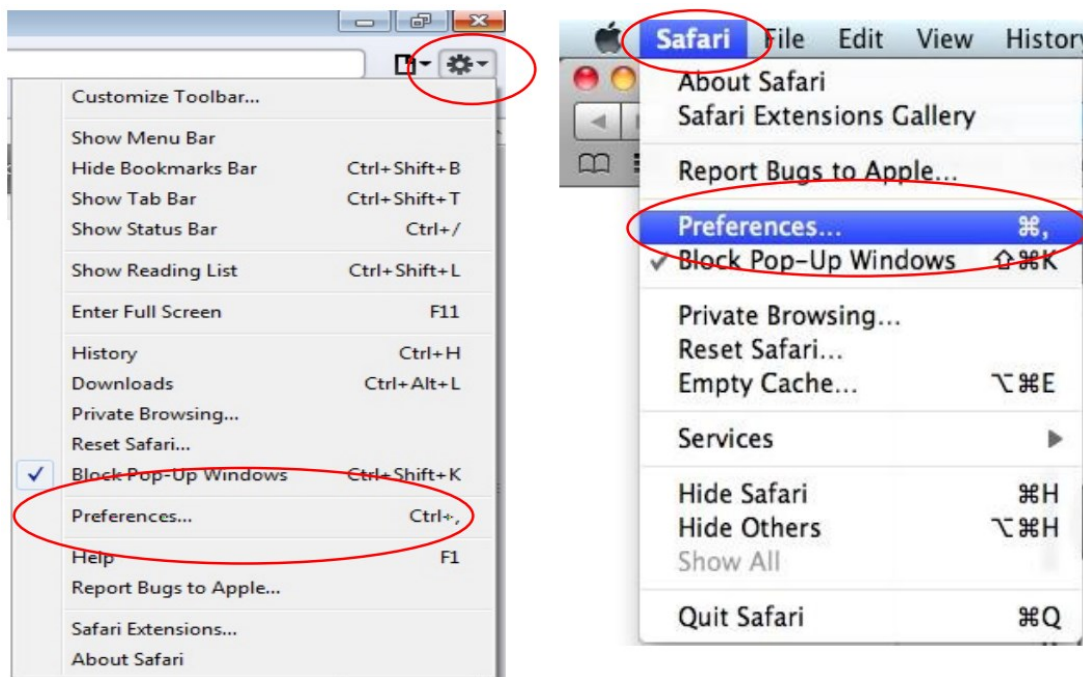 Customize Toolbar...
Show Menu Bar
Hide Bookmarks Bar Ctrl+Shift+B
Show Tab Bar Ctrl+Shift+T
Show Status Bar Ctrl+/
Show Reading List Ctrl+Shift+L
Enter Full Screen F11
History Ctrl+H
Downloads Ctrl+Alt+L
Private Browsing...
Reset Safari...
✓ Block Pop-Up Windows Ctrl+Shift+K
Preferences... Ctrl+,
Help F1
Report Bugs to Apple...
Safari Extensions...
About Safari
Safari File Edit View History
About Safari
Safari Extensions Gallery
Report Bugs to Apple...
Preferences... ⌘,
✓ Block Pop-Up Windows ⇧⌘K
Private Browsing...
Reset Safari...
Empty Cache... ⌥⌘E
Services ▶
Hide Safari ⌘H
Hide Others ⌥⌘H
Show All
Quit Safari ⌘Q